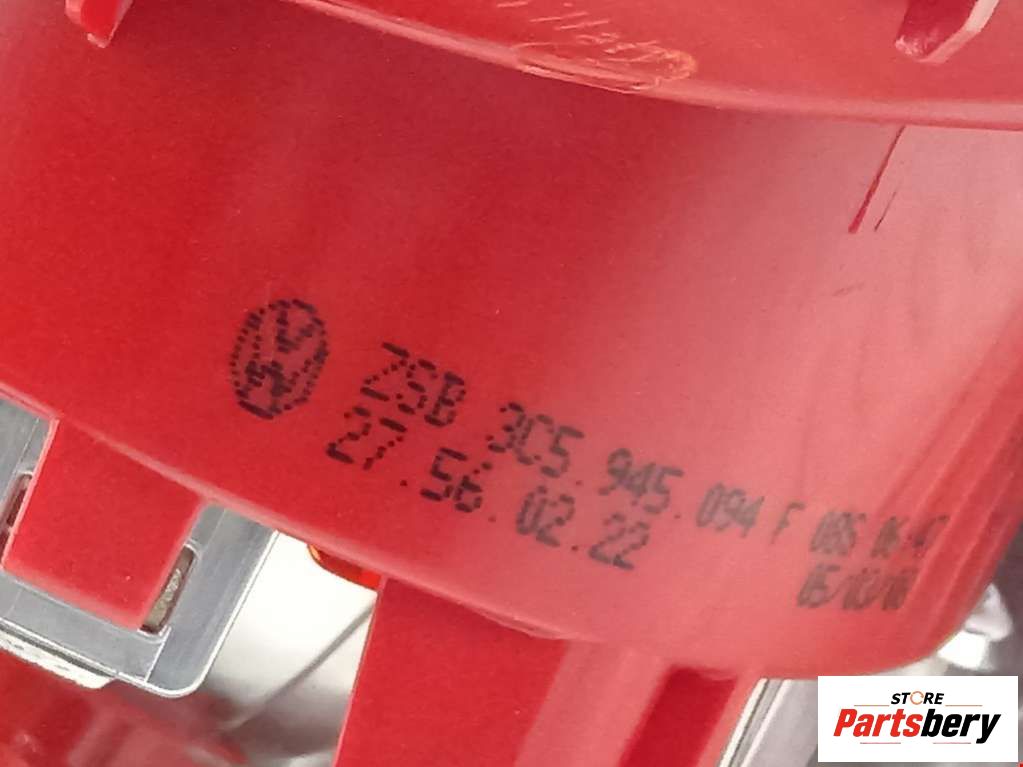 ZSB 3C5.945.094 F
27.56.02.22
STORE
Partsbery